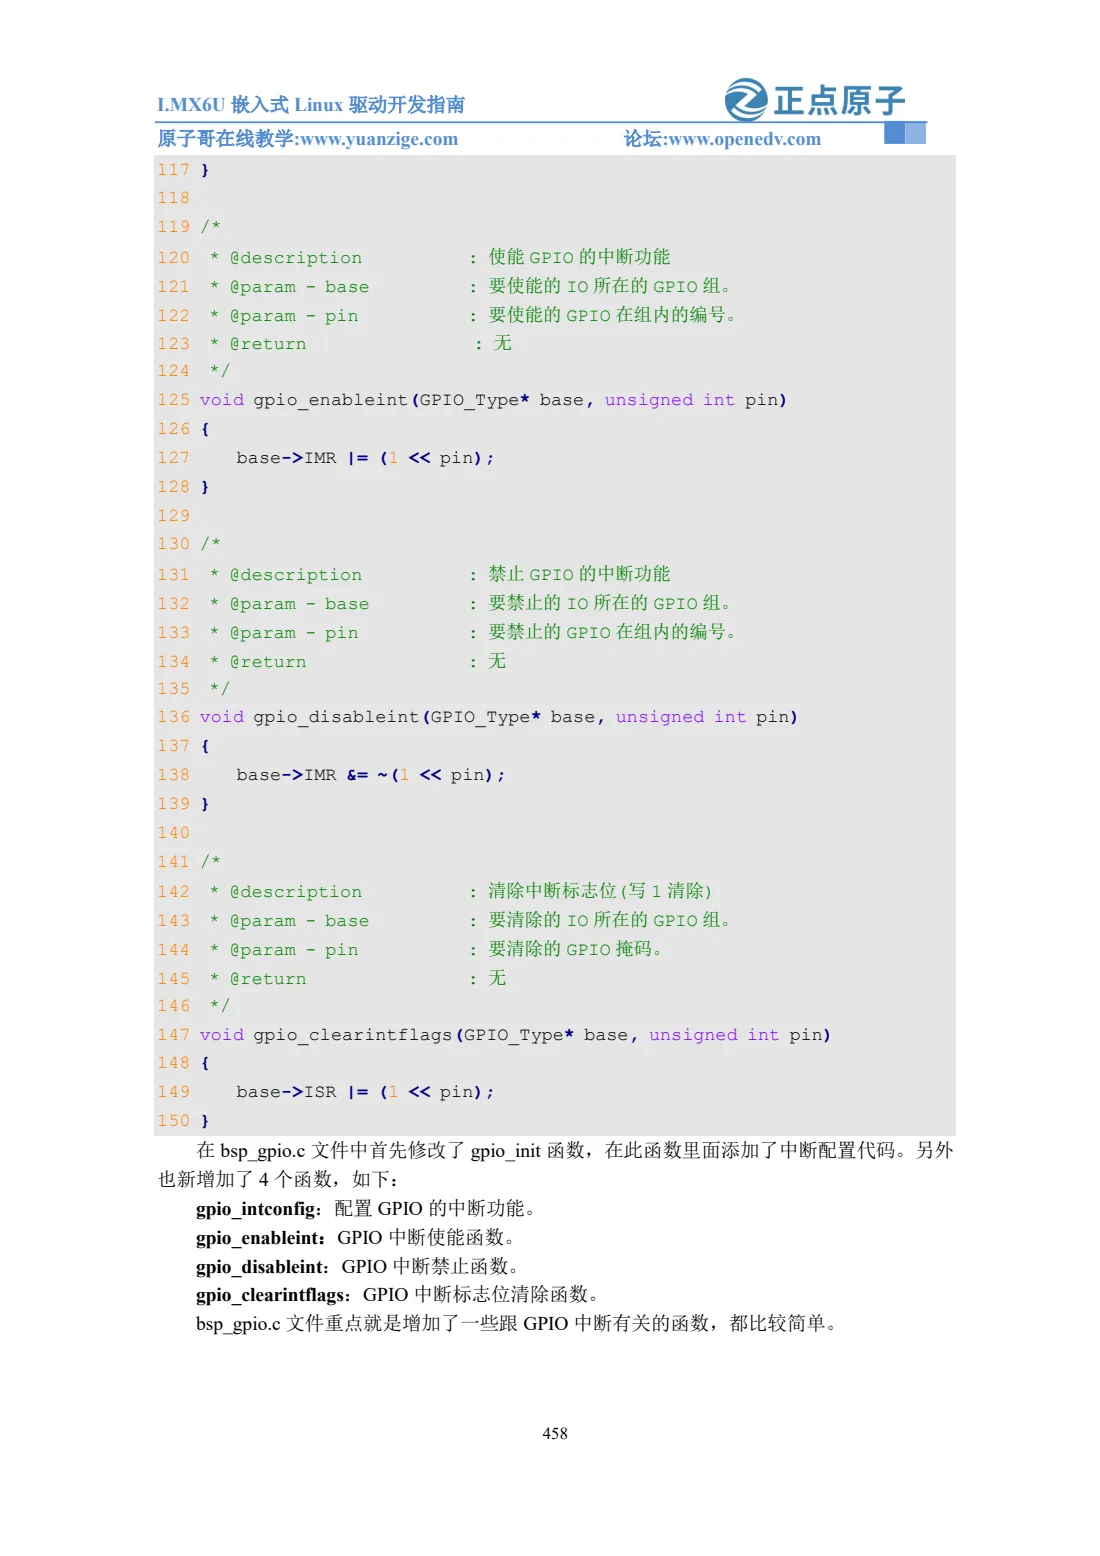 I.MX6U 嵌入式 Linux 驱动开发指南
正点原子
原子哥在线教学:www.yuanzige.com 论坛:www.openedv.com
117 }
118
119 /*
120  * @description : 使能 GPIO 的中断功能
121  * @param - base : 要使能的 IO 所在的 GPIO 组。
122  * @param - pin : 要使能的 GPIO 在组内的编号。
123  * @return : 无
124  */
125 void gpio_enableint(GPIO_Type* base, unsigned int pin)
126 {
127    base->IMR |= (1 << pin);
128 }
129
130 /*
131  * @description : 禁止 GPIO 的中断功能
132  * @param - base : 要禁止的 IO 所在的 GPIO 组。
133  * @param - pin : 要禁止的 GPIO 在组内的编号。
134  * @return : 无
135  */
136 void gpio_disableint(GPIO_Type* base, unsigned int pin)
137 {
138    base->IMR &= ~(1 << pin);
139 }
140
141 /*
142  * @description : 清除中断标志位(写 1 清除)
143  * @param - base : 要清除的 IO 所在的 GPIO 组。
144  * @param - pin : 要清除的 GPIO 掩码。
145  * @return : 无
146  */
147 void gpio_clearintflags(GPIO_Type* base, unsigned int pin)
148 {
149    base->ISR |= (1 << pin);
150 }
在 bsp_gpio.c 文件中首先修改了 gpio_init 函数，在此函数里面添加了中断配置代码。另外
也新增加了 4 个函数，如下：
gpio_intconfig：配置 GPIO 的中断功能。
gpio_enableint：GPIO 中断使能函数。
gpio_disableint：GPIO 中断禁止函数。
gpio_clearintflags：GPIO 中断标志位清除函数。
bsp_gpio.c 文件重点就是增加了一些跟 GPIO 中断有关的函数，都比较简单。
458